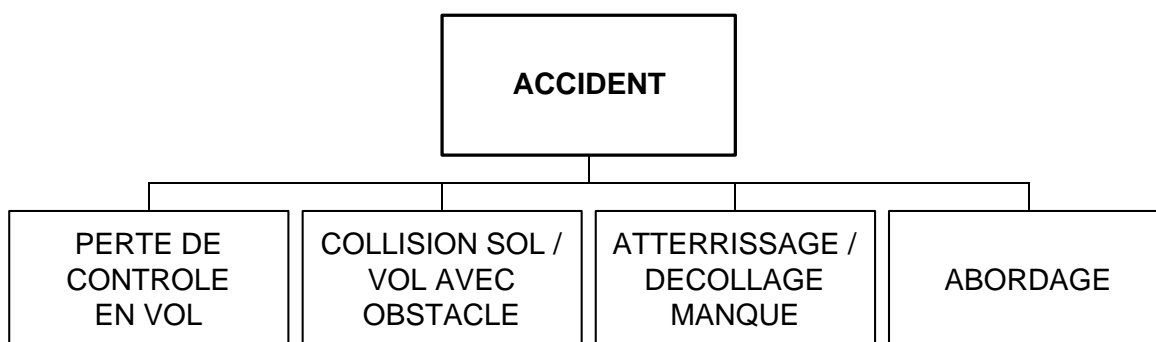 ACCIDENT
PERTE DE
CONTROLE
EN VOL
COLLISION SOL /
VOL AVEC
OBSTACLE
ATTERRISSAGE /
DECOLLAGE
MANQUE
ABORDAGE